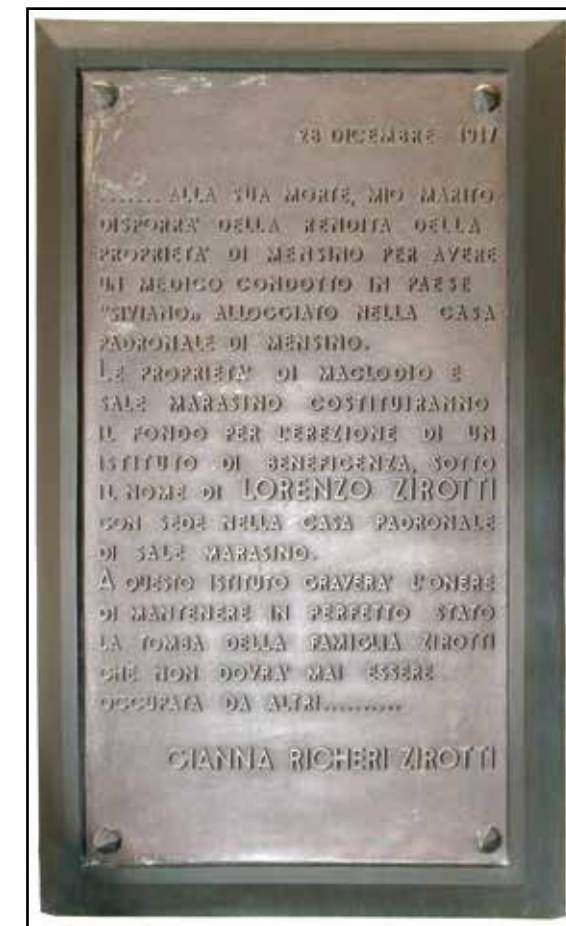 28 DICEMBRE 1917
....... ALLA SUA MORTE, MIO MARITO
DISPORRA' DELLA RENDITA DELLA
PROPRIETA' DI MENSINO PER AVERE
UN MEDICO CONDOTTO IN PAESE
"SIVIANO„ ALLOGGIATO NELLA CASA
PADRONALE DI MENSINO.
LE PROPRIETA' DI MACLODIO E
SALE MARASINO COSTITUIRANNO
IL FONDO PER L'EREZIONE DI UN
ISTITUTO DI BENEFICENZA, SOTTO
IL NOME DI LORENZO ZIROTTI
CON SEDE NELLA CASA PADRONALE
DI SALE MARASINO.
A QUESTO ISTITUTO GRAVERA' L'ONERE
DI MANTENERE IN PERFETTO STATO
LA TOMBA DELLA FAMIGLIA ZIROTTI
CHE NON DOVRA' MAI ESSERE
OCCUPATA DA ALTRI..........
GIANNA RICHERI ZIROTTI